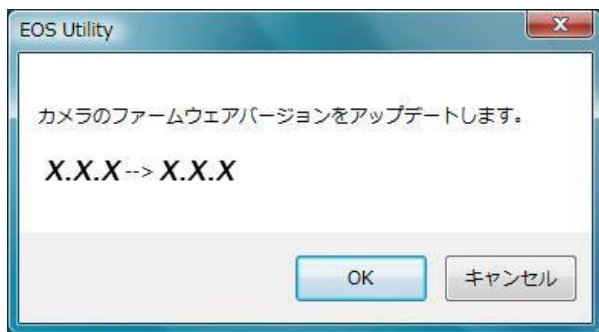 EOS Utility
カメラのファームウェアバージョンをアップデートします。
X.X.X --> X.X.X
OK
キャンセル